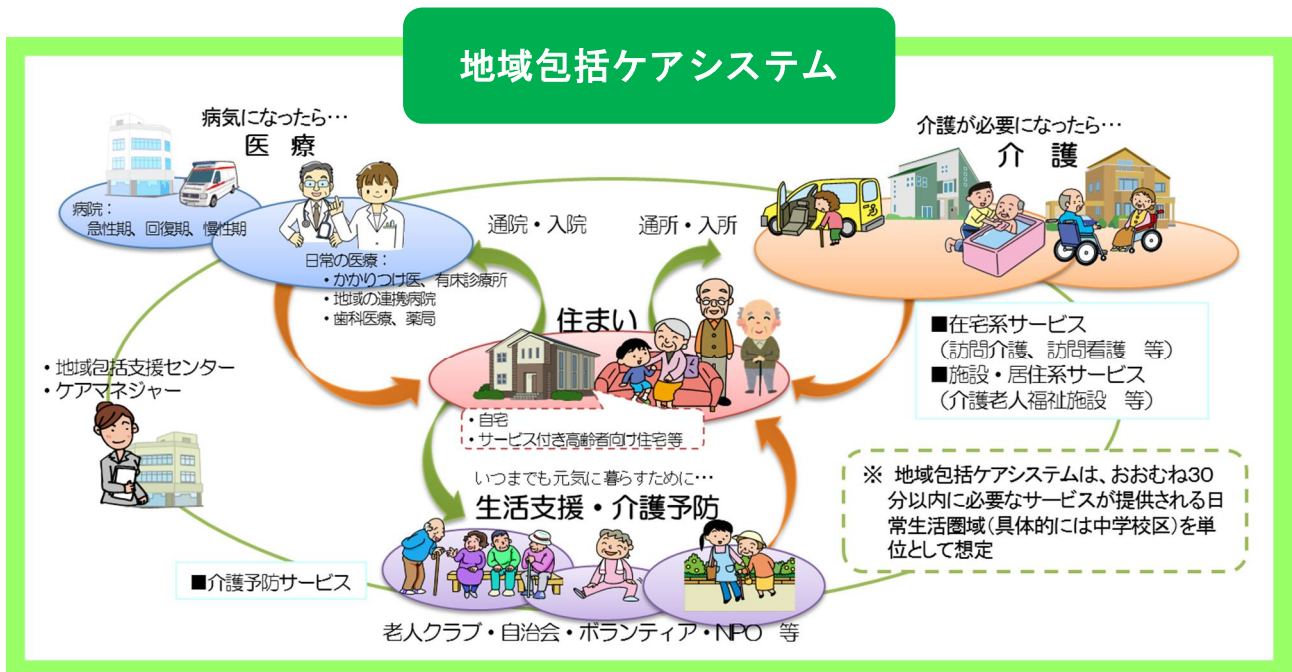 地域包括ケアシステム
病気になったら…
医 療
病院：
急性期、回復期、慢性期
日常の医療：
・かかりつけ医、有床診療所
・地域の連携病院
・歯科医療、薬局
通院・入院
通所・入所
介護が必要になったら…
介 護
■在宅系サービス
（訪問介護、訪問看護 等）
■施設・居住系サービス
（介護老人福祉施設 等）
住まい
・自宅
・サービス付き高齢者向け住宅等
・地域包括支援センター
・ケアマネジャー
いつまでも元気に暮らすために…
生活支援・介護予防
■介護予防サービス
老人クラブ・自治会・ボランティア・NPO 等
※ 地域包括ケアシステムは、おおむね30
分以内に必要なサービスが提供される日
常生活圏域（具体的には中学校区）を単
位として想定